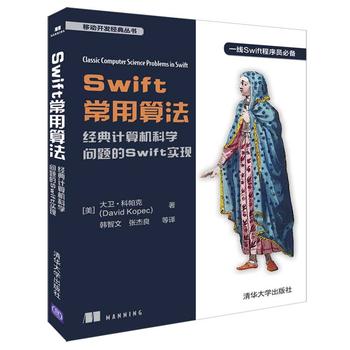 移动开发经典丛书
Classic Computer Science Problems in Swift
一线Swift程序员必备
Swift
常用算法
经典计算机科学
问题的Swift实现
[美] 大卫·科帕克 著
(David Kopec)
韩智文 张杰良 等译
MANNING
清华大学出版社
Swift常用算法
经典计算机科学
问题的Swift实现
清华大学出版社